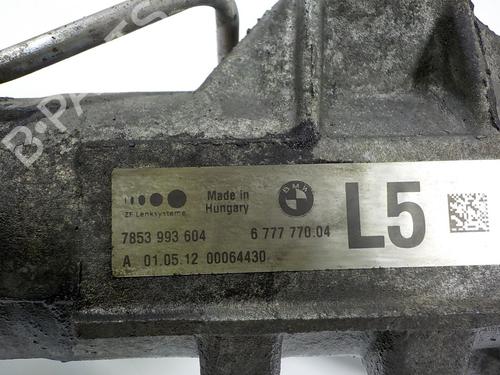 B-PARTS
ZF Lenksysteme
Made in
Hungary
BMW
L5
7853 993 604
6 777 770.04
A 01.05.12 00064430